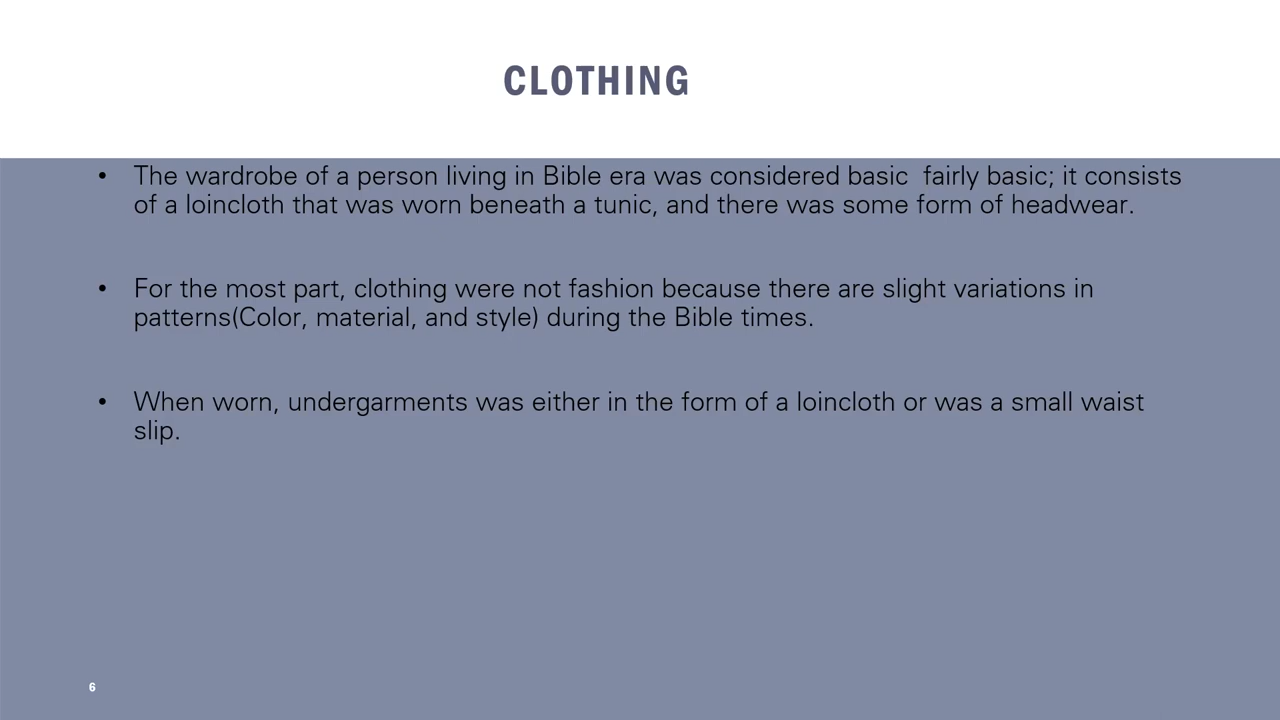 CLOTHING
• The wardrobe of a person living in Bible era was considered basic  fairly basic; it consists
of a loincloth that was worn beneath a tunic, and there was some form of headwear.
• For the most part, clothing were not fashion because there are slight variations in
patterns(Color, material, and style) during the Bible times.
• When worn, undergarments was either in the form of a loincloth or was a small waist
slip.
6